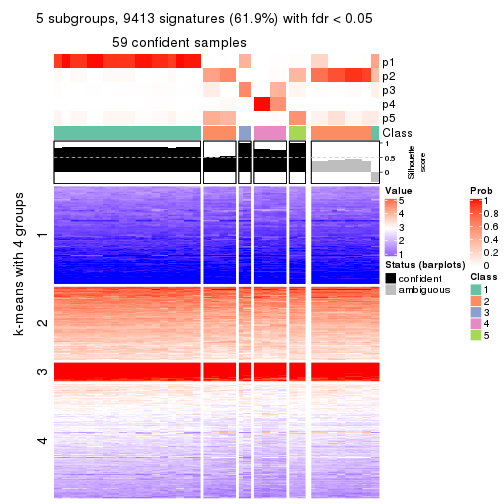 5 subgroups, 9413 signatures (61.9%) with fdr < 0.05
59 confident samples
p1
p2
p3
p4
p5
Class
1
0.5
0
Silhouette
score
k-means with 4 groups
1
2
3
4
Value
5
4
3
2
1
Status (barplots)
confident
ambiguous
Prob
1
0.8
0.6
0.4
0.2
0
Class
1
2
3
4
5